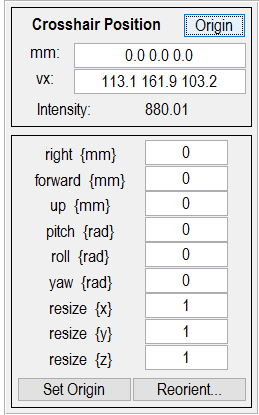 Crosshair Position Origin
mm: 0.0 0.0 0.0
vx: 113.1 161.9 103.2
Intensity: 880.01
right {mm} 0
forward {mm} 0
up {mm} 0
pitch {rad} 0
roll {rad} 0
yaw {rad} 0
resize {x} 1
resize {y} 1
resize {z} 1
Set Origin Reorient...